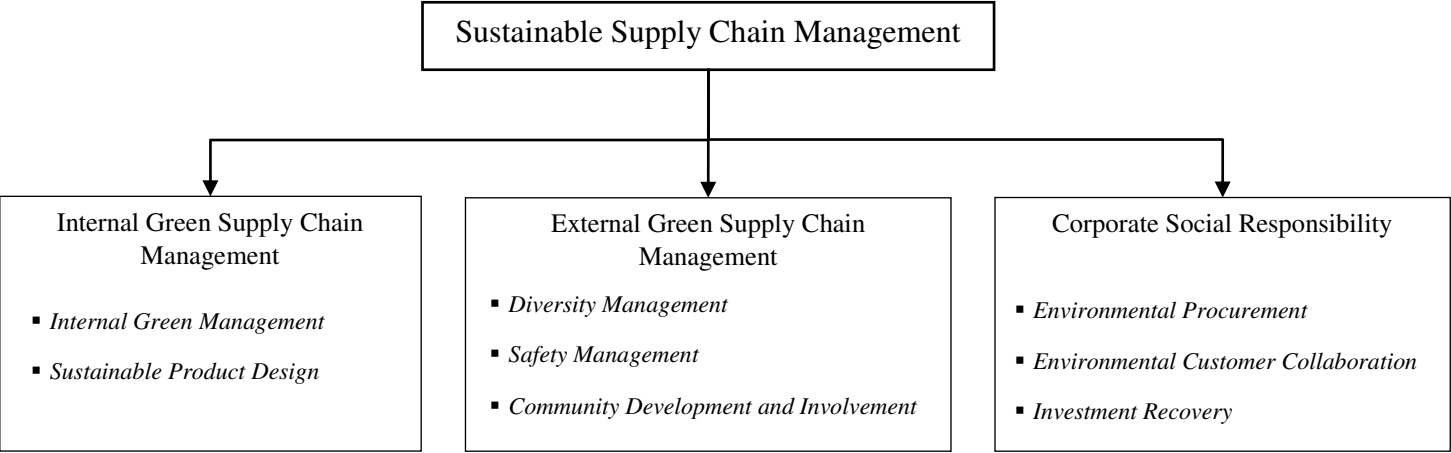 Sustainable Supply Chain Management
Internal Green Supply Chain
Management
▪ Internal Green Management
▪ Sustainable Product Design
External Green Supply Chain
Management
▪ Diversity Management
▪ Safety Management
▪ Community Development and Involvement
Corporate Social Responsibility
▪ Environmental Procurement
▪ Environmental Customer Collaboration
▪ Investment Recovery